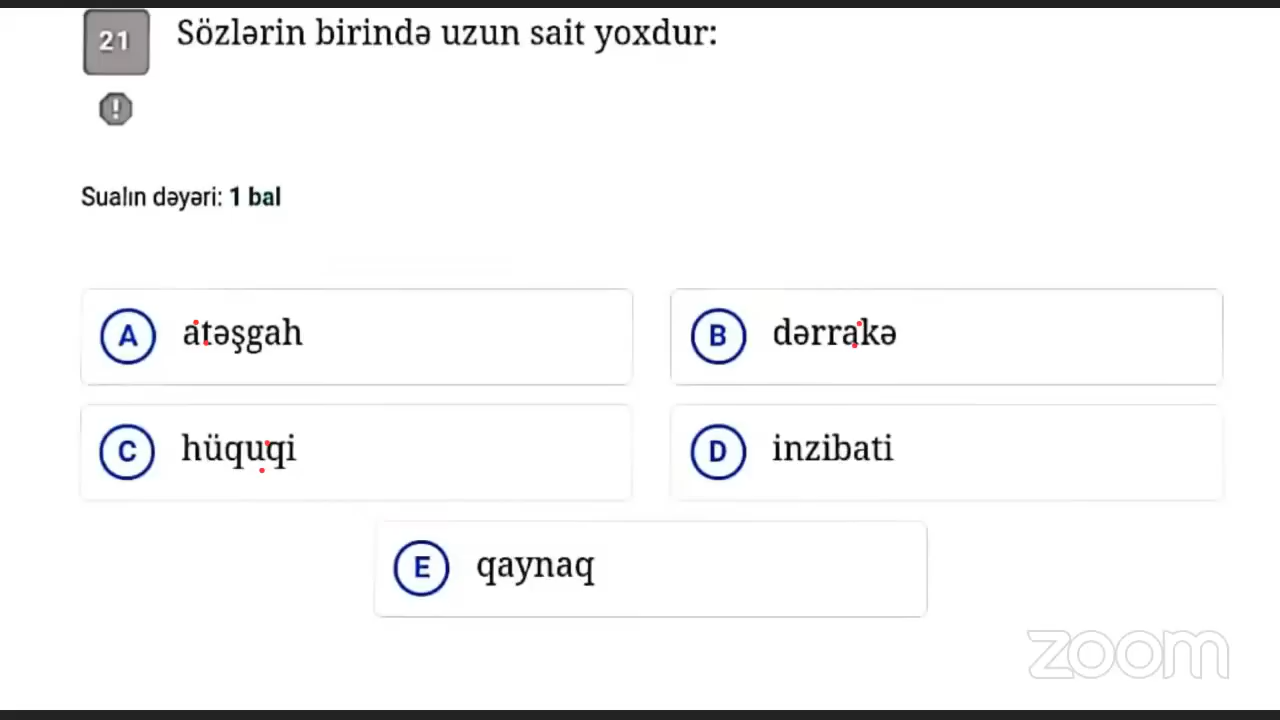 21 Sözlərin birində uzun sait yoxdur:
!
Sualın dəyəri: 1 bal
A atəşgah
B dərrakə
C hüquqi
D inzibati
E qaynaq
zoom